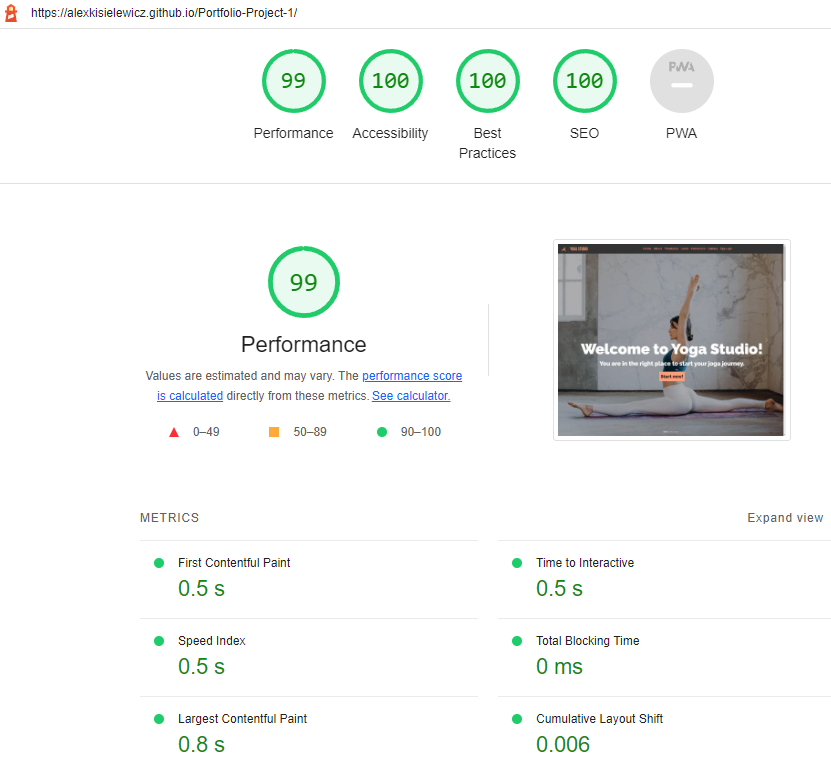 https://alexkisielewicz.github.io/Portfolio-Project-1/
99
100
100
100
PWA
Performance
Accessibility
Best
Practices
SEO
PWA
99
Performance
Values are estimated and may vary. The performance score
is calculated directly from these metrics. See calculator.
0–49
50–89
90–100
YOGA STUDIO
Welcome to Yoga Studio!
You are in the right place to start your joga journey.
Start now!
METRICS
Expand view
First Contentful Paint
0.5 s
Time to Interactive
0.5 s
Speed Index
0.5 s
Total Blocking Time
0 ms
Largest Contentful Paint
0.8 s
Cumulative Layout Shift
0.006